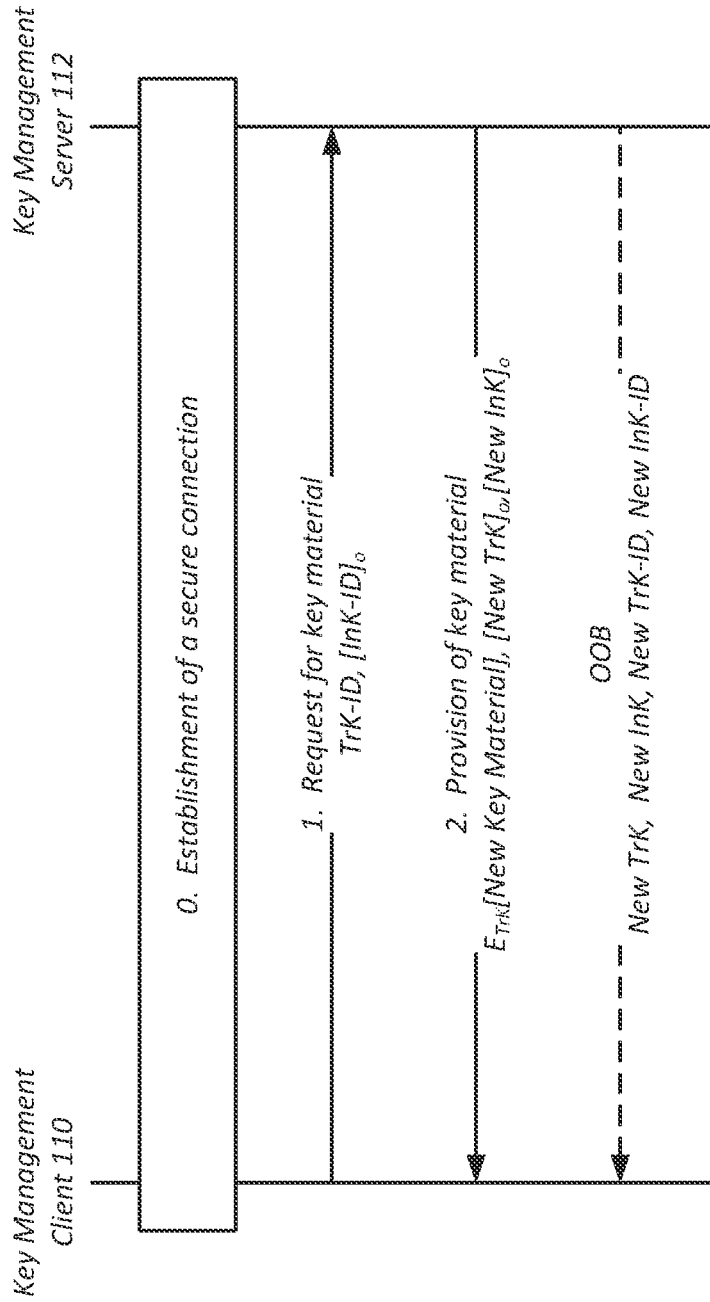 Key Management
Client 110
Key Management
Server 112
0. Establishment of a secure connection
1. Request for key material
TrK-ID, [InK-ID]o
2. Provision of key material
ETrK[New Key Material], [New TrK]o,[New InK]o
OOB
New TrK, New InK, New TrK-ID, New InK-ID